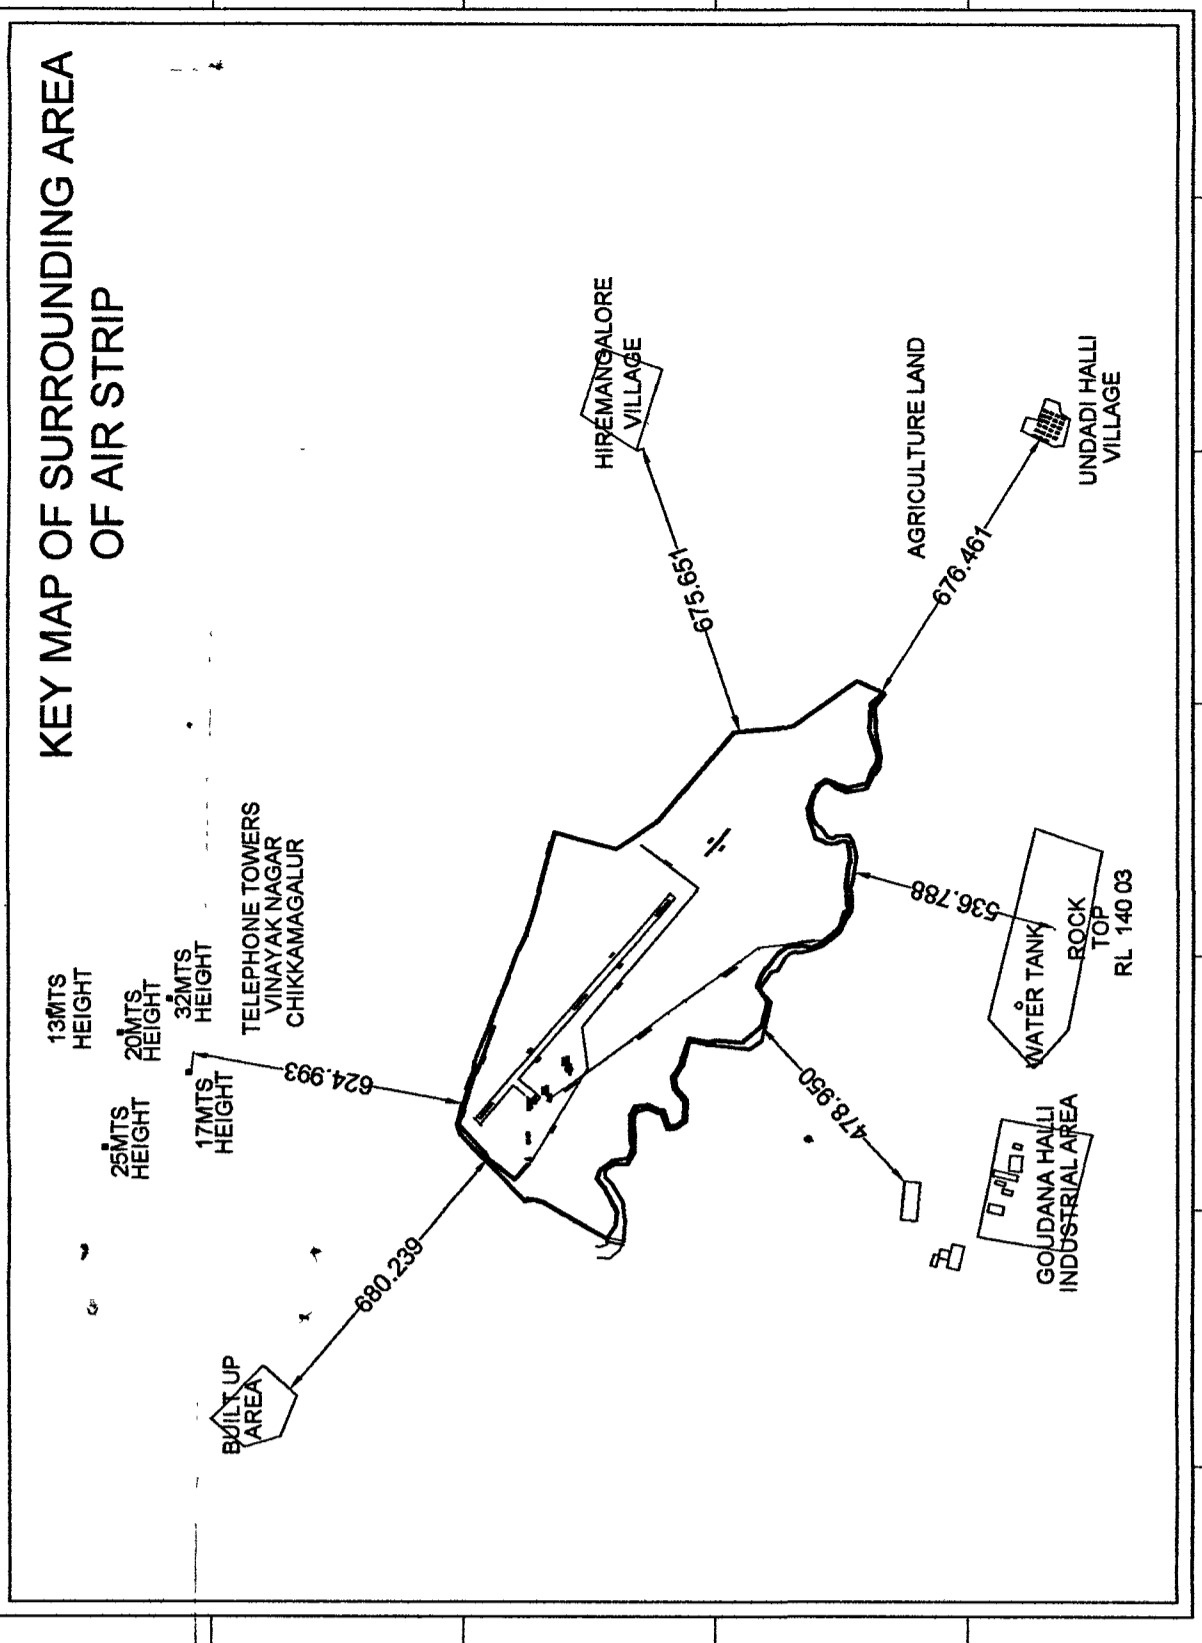 KEY MAP OF SURROUNDING AREA
OF AIR STRIP
13MTS
HEIGHT
20MTS
HEIGHT
32MTS
HEIGHT
25MTS
HEIGHT
17MTS
HEIGHT
TELEPHONE TOWERS
VINAYAK NAGAR
CHIKKAMAGALUR
624.993
BUILT UP
AREA
680.239
HIREMANGALORE
VILLAGE
675.651
AGRICULTURE LAND
676.461
UNDADI HALLI
VILLAGE
536.788
WATER TANK
ROCK
TOP
RL 140 03
478.950
GOUDANA HALLI
INDUSTRIAL AREA